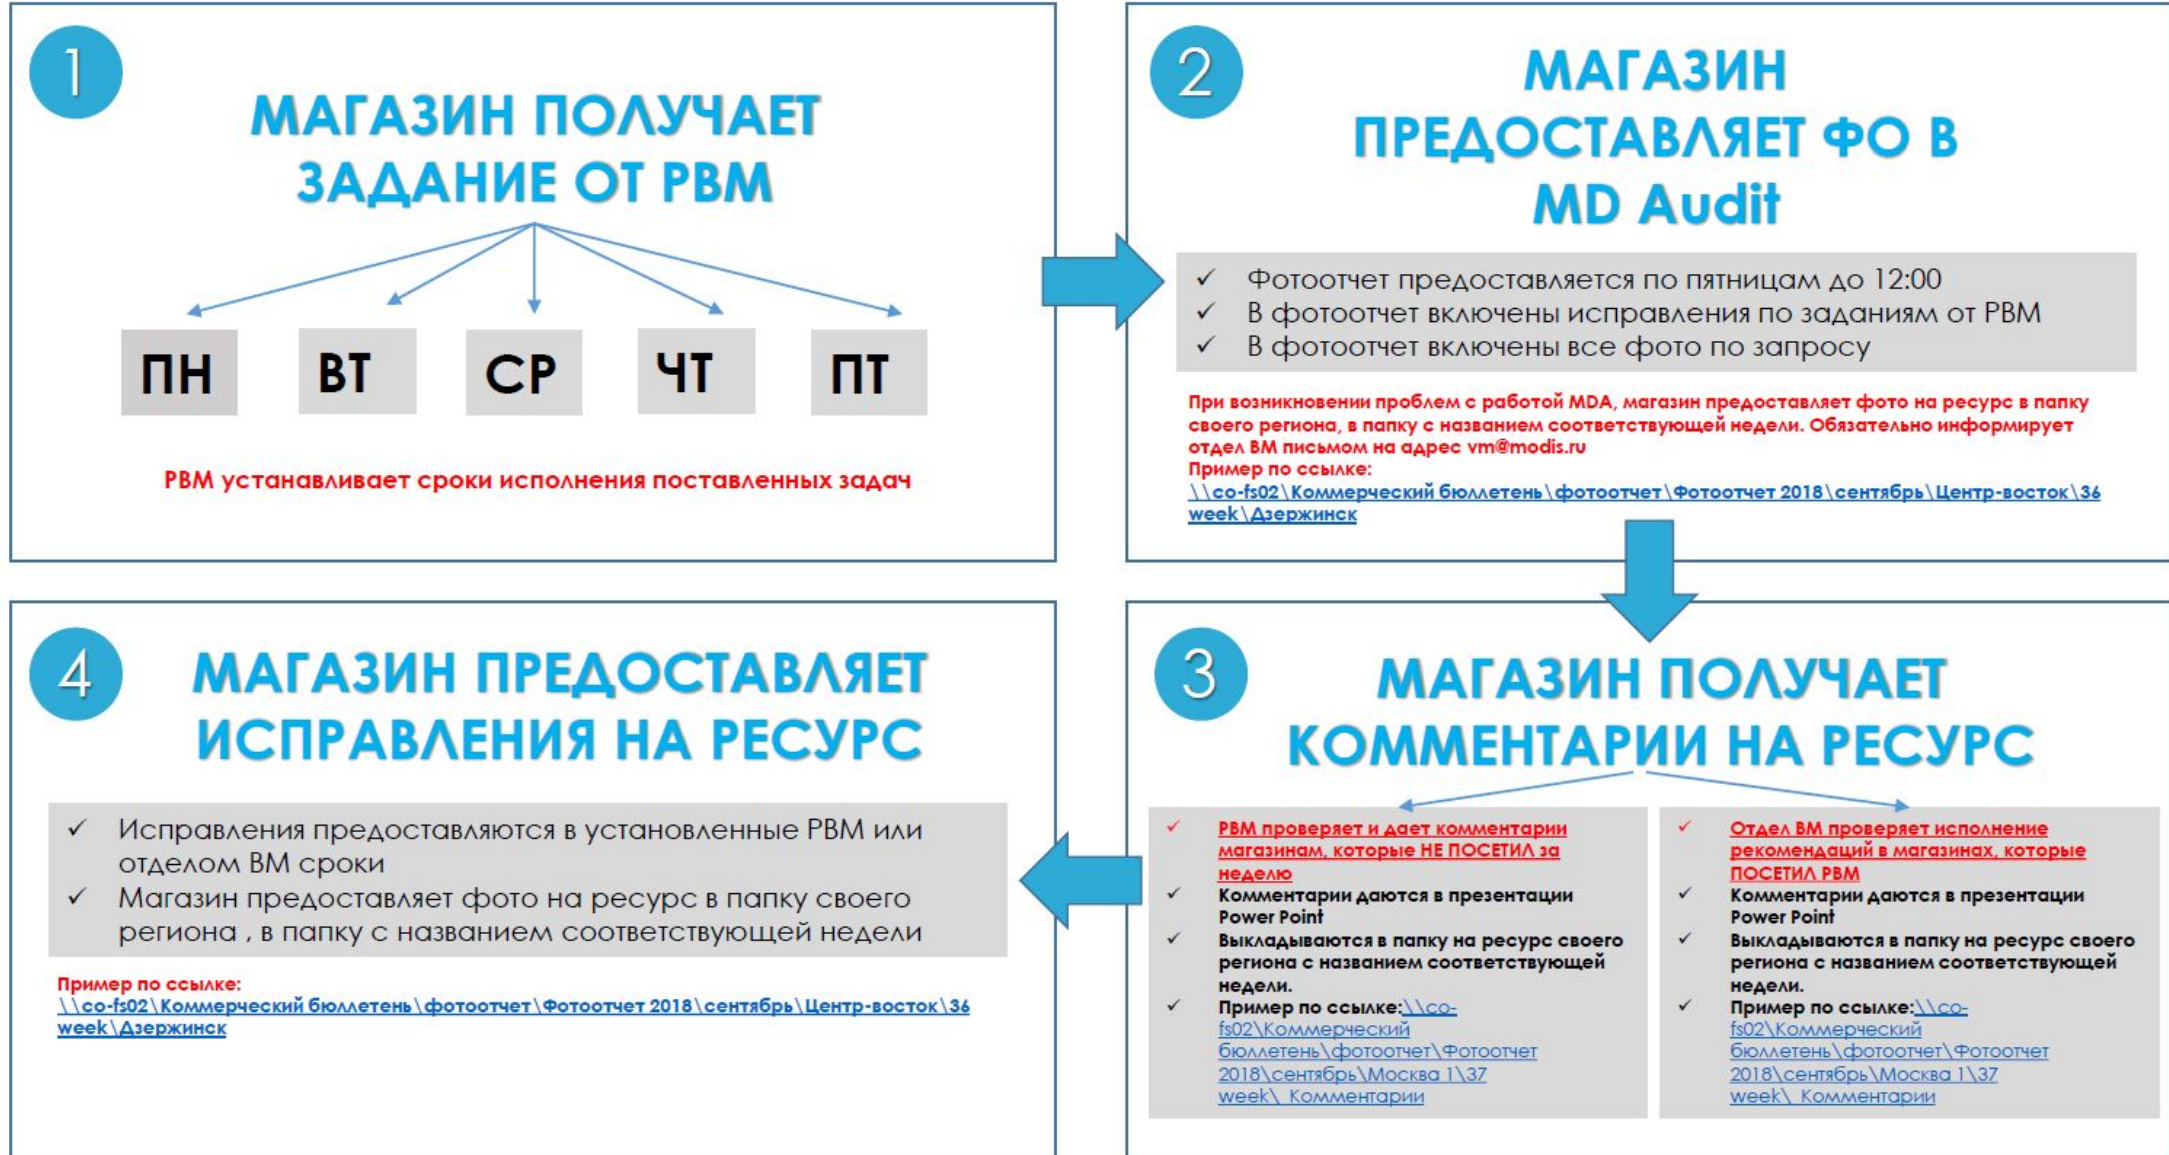 1
МАГАЗИН ПОЛУЧАЕТ
ЗАДАНИЕ ОТ РВМ
ПН ВТ СР ЧТ ПТ
РВМ устанавливает сроки исполнения поставленных задач
2
МАГАЗИН
ПРЕДОСТАВЛЯЕТ ФО В
MD Audit
✓ Фотоотчет предоставляется по пятницам до 12:00
✓ В фотоотчет включены исправления по заданиям от РВМ
✓ В фотоотчет включены все фото по запросу
При возникновении проблем с работой MDA, магазин предоставляет фото на ресурс в папку
своего региона, в папку с названием соответствующей недели. Обязательно информирует
отдел ВМ письмом на адрес vm@modis.ru
Пример по ссылке:
\\co-fs02\Коммерческий бюллетень\фотоотчет\Фотоотчет 2018\сентябрь\Центр-восток\36
week\Дзержинск
3
МАГАЗИН ПОЛУЧАЕТ
КОММЕНТАРИИ НА РЕСУРС
✓ РВМ проверяет и дает комментарии
магазинам, которые НЕ ПОСЕТИЛ за
неделю
✓ Комментарии даются в презентации
Power Point
✓ Выкладываются в папку на ресурс своего
региона с названием соответствующей
недели.
✓ Пример по ссылке:\\co-
fs02\Коммерческий
бюллетень\фотоотчет\Фотоотчет
2018\сентябрь\Москва 1\37
week\_Комментарии
✓ Отдел ВМ проверяет исполнение
рекомендаций в магазинах, которые
ПОСЕТИЛ РВМ
✓ Комментарии даются в презентации
Power Point
✓ Выкладываются в папку на ресурс своего
региона с названием соответствующей
недели.
✓ Пример по ссылке:\\co-
fs02\Коммерческий
бюллетень\фотоотчет\Фотоотчет
2018\сентябрь\Москва 1\37
week\_Комментарии
4
МАГАЗИН ПРЕДОСТАВЛЯЕТ
ИСПРАВЛЕНИЯ НА РЕСУРС
✓ Исправления предоставляются в установленные РВМ или
отделом ВМ сроки
✓ Магазин предоставляет фото на ресурс в папку своего
региона , в папку с названием соответствующей недели
Пример по ссылке:
\\co-fs02\Коммерческий бюллетень\фотоотчет\Фотоотчет 2018\сентябрь\Центр-восток\36
week\Дзержинск